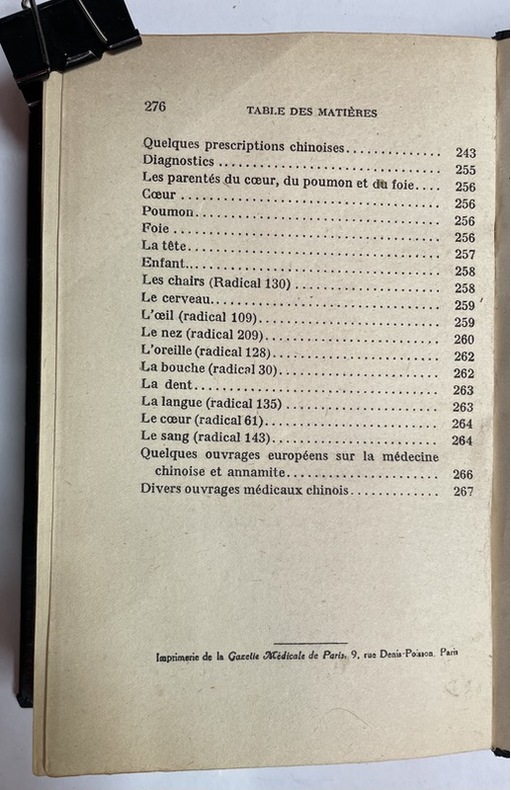 276 TABLE DES MATIÈRES
Quelques prescriptions chinoises.............. 243
Diagnostics .................................... 255
Les parentés du cœur, du poumon et du foie.... 256
Cœur ........................................ 256
Poumon....................................... 256
Foie ......................................... 256
La tête....................................... 257
Enfant........................................ 258
Les chairs (Radical 130) ...................... 258
Le cerveau.................................... 259
L'œil (radical 109)............................ 259
Le nez (radical 209)........................... 260
L'oreille (radical 128)......................... 262
La bouche (radical 30)......................... 262
La dent....................................... 263
La langue (radical 135) ....................... 263
Le cœur (radical 61)........................... 264
Le sang (radical 143).......................... 264
Quelques ouvrages européens sur la médecine
chinoise et annamite....................... 266
Divers ouvrages médicaux chinois............. 267
Imprimerie de la Gazette Médicale de Paris. 9, rue Denis-Poisson, Paris